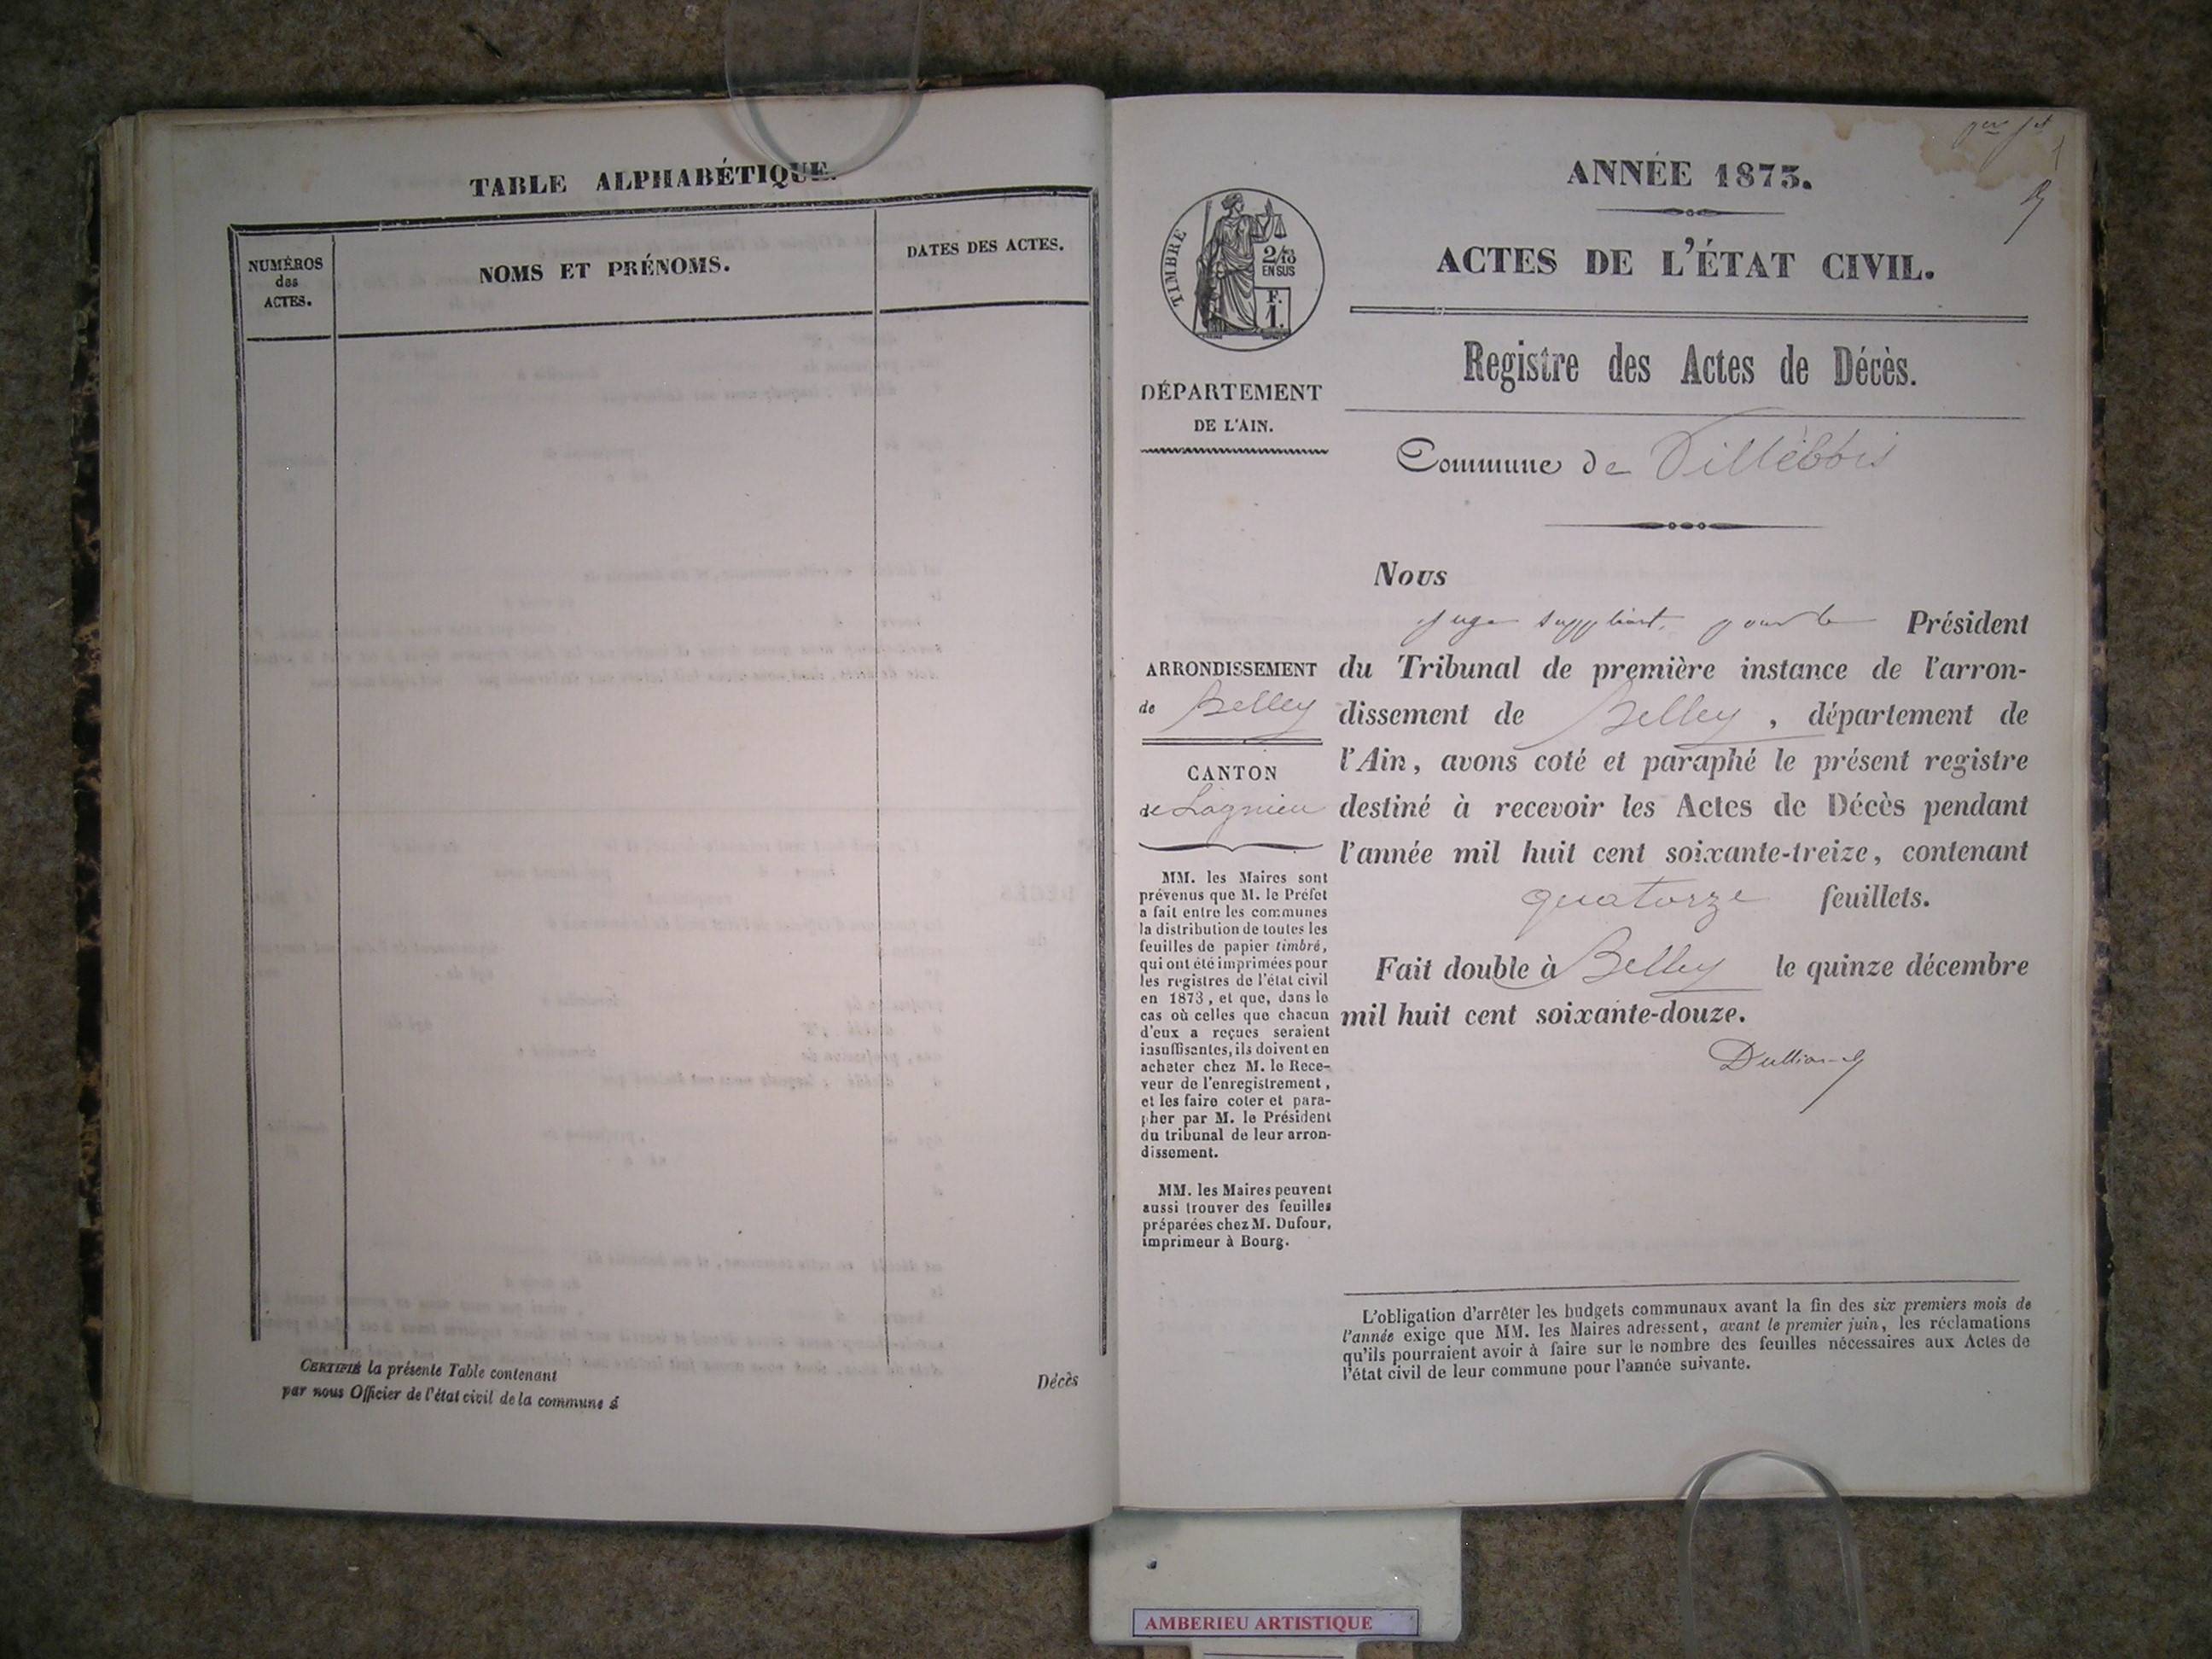 TABLE ALPHABÉTIQUE.
NUMÉROS
des
ACTES.
NOMS ET PRÉNOMS.
DATES DES ACTES.
CERTIFIÉ la présente Table contenant
Décès
par nous Officier de l'état civil de la commune d
TIMBRE
2/10
EN SUS
F.
1.
DÉPARTEMENT
DE L'AIN.
ARRONDISSEMENT
de Belley
CANTON
de Lagnieu
MM. les Maires sont
prévenus que M. le Préfet
a fait entre les communes
la distribution de toutes les
feuilles de papier timbré,
qui ont été imprimées pour
les registres de l'état civil
en 1873, et que, dans le
cas où celles que chacun
d'eux a reçues seraient
insuffisantes, ils doivent en
acheter chez M. le Rece-
veur de l'enregistrement,
et les faire coter et para-
pher par M. le Président
du tribunal de leur arron-
dissement.
MM. les Maires peuvent
aussi trouver des feuilles
préparées chez M. Dufour,
imprimeur à Bourg.
ANNÉE 1873.
ACTES DE L'ÉTAT CIVIL.
Registre des Actes de Décès.
Commune de Villebois
Nous
juge suppléant, pour le Président
du Tribunal de première instance de l'arron-
dissement de Belley, département de
l'Ain, avons coté et paraphé le présent registre
destiné à recevoir les Actes de Décès pendant
l'année mil huit cent soixante-treize, contenant
quatorze feuillets.
Fait double à Belley le quinze décembre
mil huit cent soixante-douze.
L'obligation d'arrêter les budgets communaux avant la fin des six premiers mois de
l'année exige que MM. les Maires adressent, avant le premier juin, les réclamations
qu'ils pourraient avoir à faire sur le nombre des feuilles nécessaires aux Actes de
l'état civil de leur commune pour l'année suivante.
AMBERIEU ARTISTIQUE